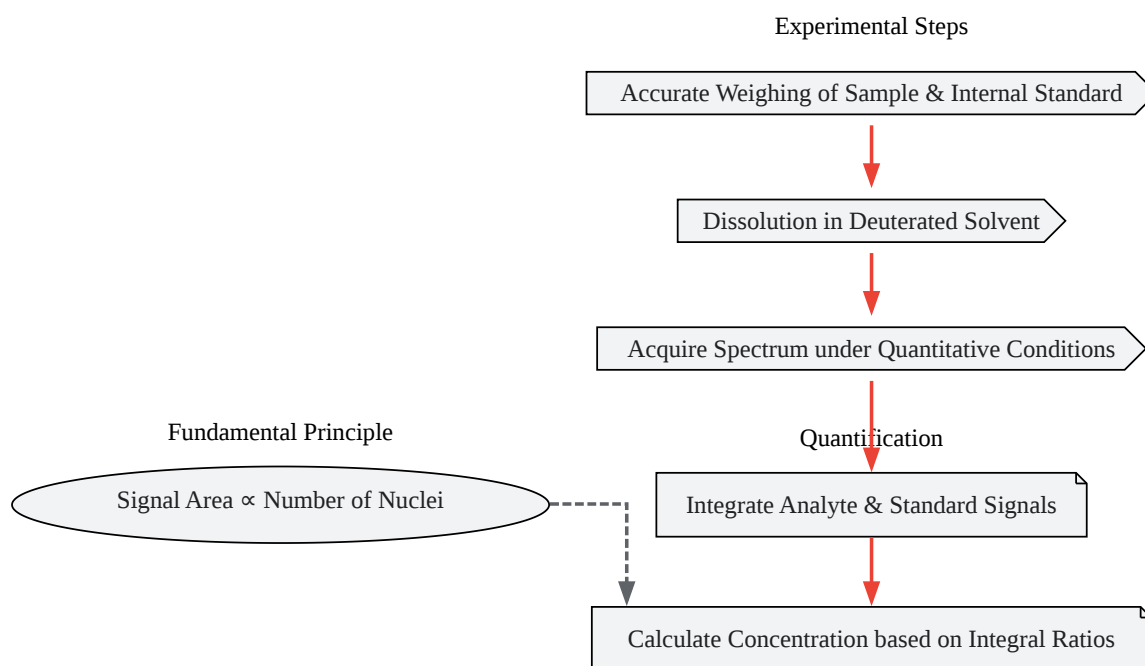 Experimental Steps
Accurate Weighing of Sample & Internal Standard
Dissolution in Deuterated Solvent
Acquire Spectrum under Quantitative Conditions
Fundamental Principle
Quantification
Signal Area ∝ Number of Nuclei
Integrate Analyte & Standard Signals
Calculate Concentration based on Integral Ratios